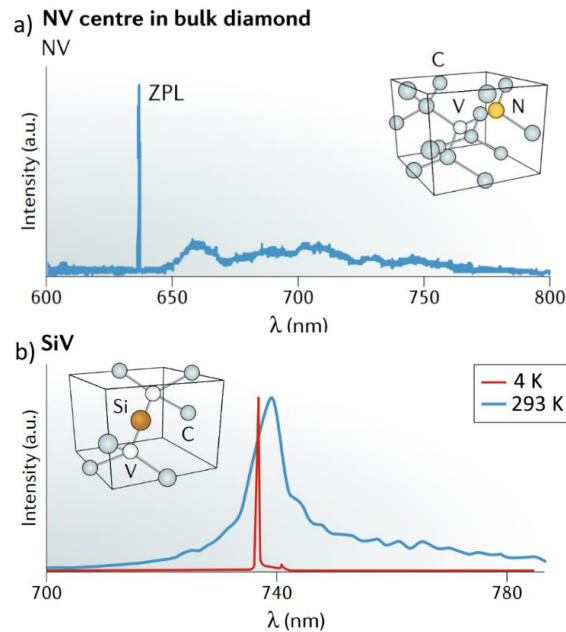 a) NV centre in bulk diamond
NV
ZPL
C
V
N
Intensity (a.u.)
600 650 700 750 800
λ (nm)
b) SiV
Si
C
V
4 K
293 K
Intensity (a.u.)
700 740 780
λ (nm)